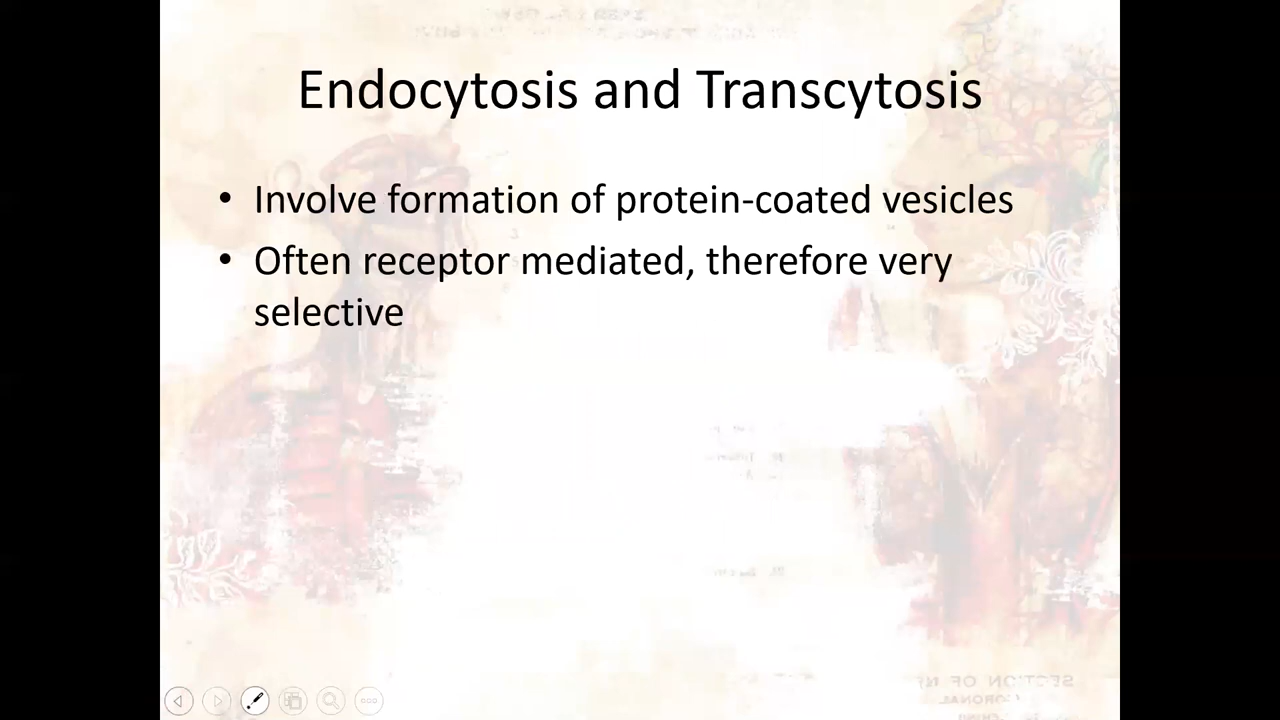 Endocytosis and Transcytosis
• Involve formation of protein-coated vesicles
• Often receptor mediated, therefore very
selective